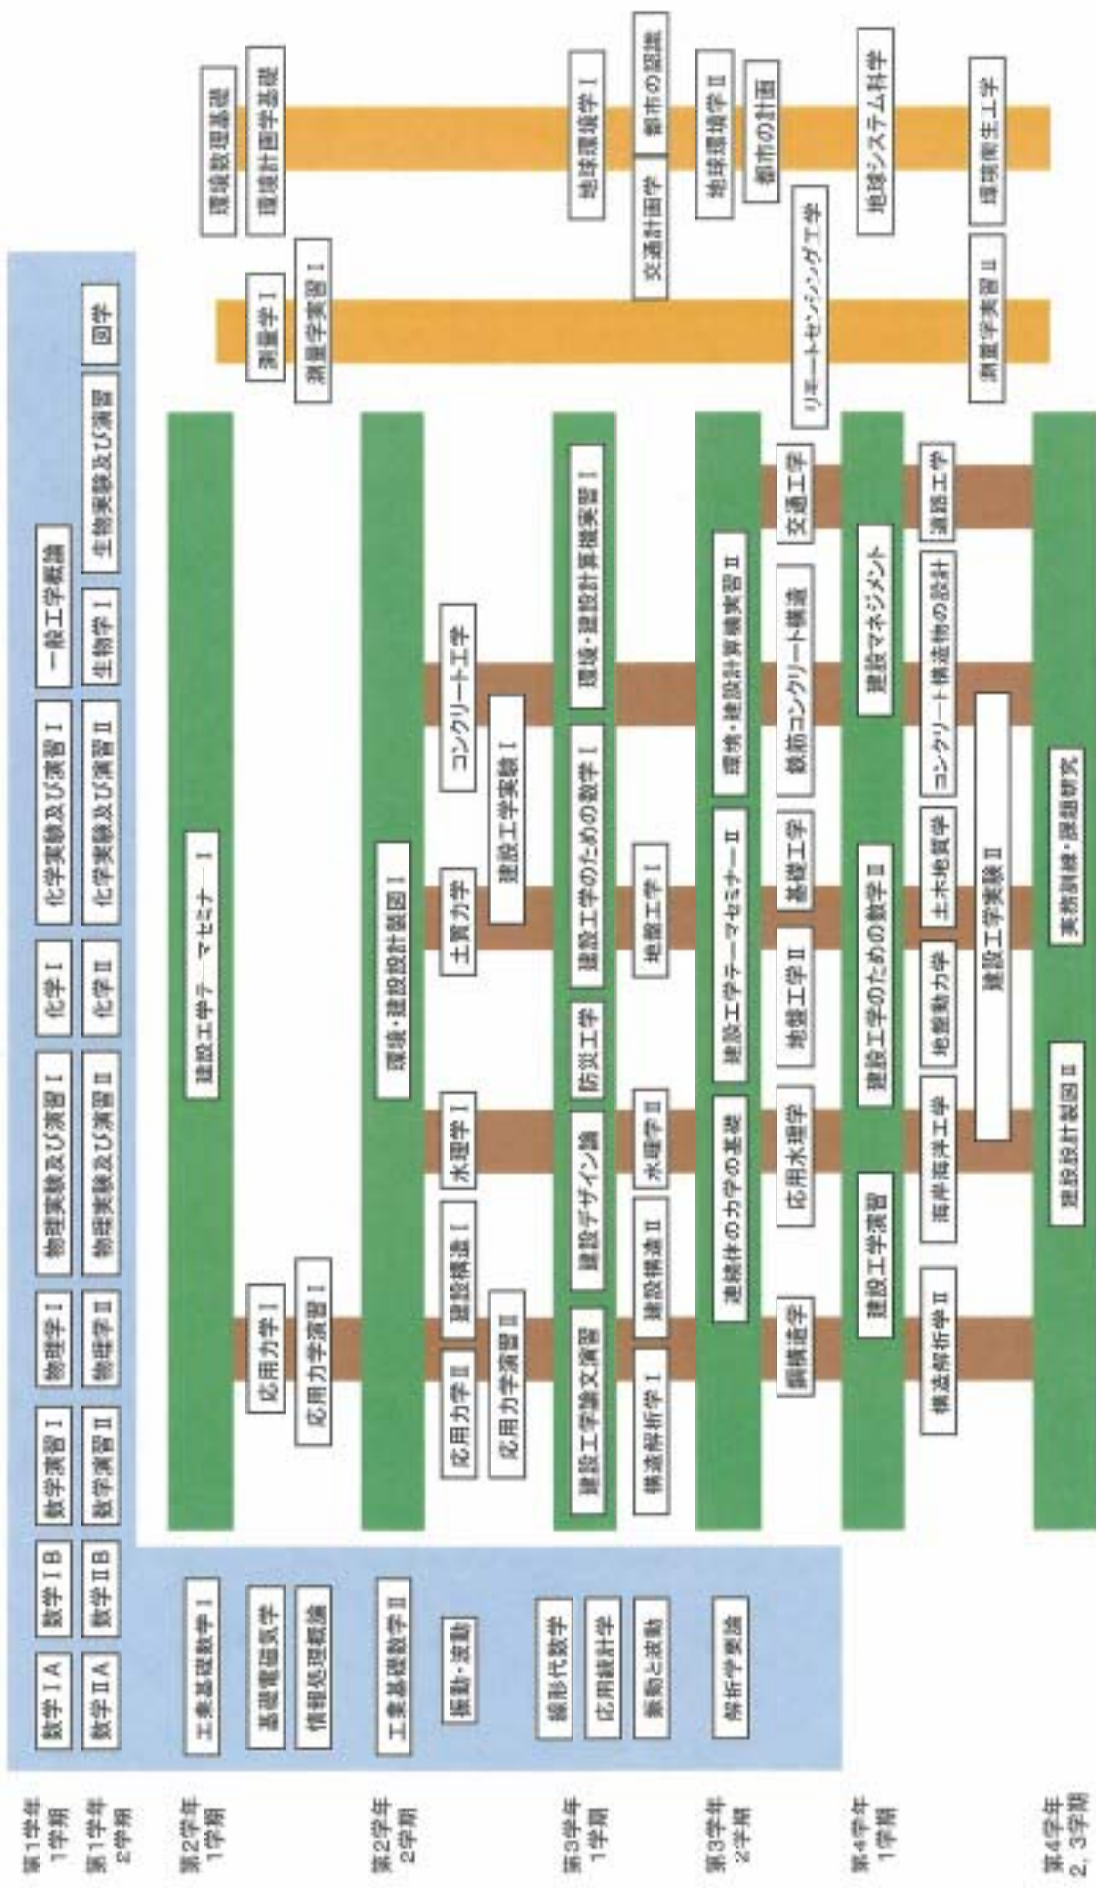 第1学年
1学期
数学ⅠA
数学ⅠB
数学演習Ⅰ
物理学Ⅰ
物理実験及び演習Ⅰ
化学Ⅰ
化学実験及び演習Ⅰ
一般工学概論
第1学年
2学期
数学ⅡA
数学ⅡB
数学演習Ⅱ
物理学Ⅱ
物理実験及び演習Ⅱ
化学Ⅱ
化学実験及び演習Ⅱ
生物学Ⅰ
生物実験及び演習
図学
第2学年
1学期
工業基礎数学Ⅰ
建設工学テーマセミナーⅠ
環境数理基礎
基礎電磁気学
応用力学Ⅰ
測量学Ⅰ
環境計画学基礎
情報処理概論
応用力学演習Ⅰ
測量学実習Ⅰ
第2学年
2学期
工業基礎数学Ⅱ
環境・建設設計製図Ⅰ
振動・波動
応用力学Ⅱ
建設構造Ⅰ
水理学Ⅰ
土質力学
コンクリート工学
応用力学演習Ⅱ
建設工学実験Ⅰ
第3学年
1学期
線形代数学
応用統計学
建設工学論文演習
建設デザイン論
防災工学
建設工学のための数学Ⅰ
環境・建設計算機実習Ⅰ
地球環境学Ⅰ
振動と波動
構造解析学Ⅰ
建設構造Ⅱ
水理学Ⅱ
地盤工学Ⅰ
交通計画学
都市の認識
第3学年
2学期
解析学要論
連続体の力学の基礎
建設工学テーマセミナーⅡ
環境・建設計算機実習Ⅱ
地球環境学Ⅱ
都市の計画
鋼構造学
応用水理学
地盤工学Ⅱ
基礎工学
鉄筋コンクリート構造
交通工学
リモートセンシング工学
第4学年
1学期
建設工学演習
建設工学のための数学Ⅱ
建設マネジメント
地球システム科学
構造解析学Ⅱ
海岸海洋工学
地盤動力学
土木地質学
コンクリート構造物の設計
道路工学
建設工学実験Ⅱ
測量学実習Ⅱ
環境衛生工学
第4学年
2, 3学期
建設設計製図Ⅱ
実務訓練・課題研究